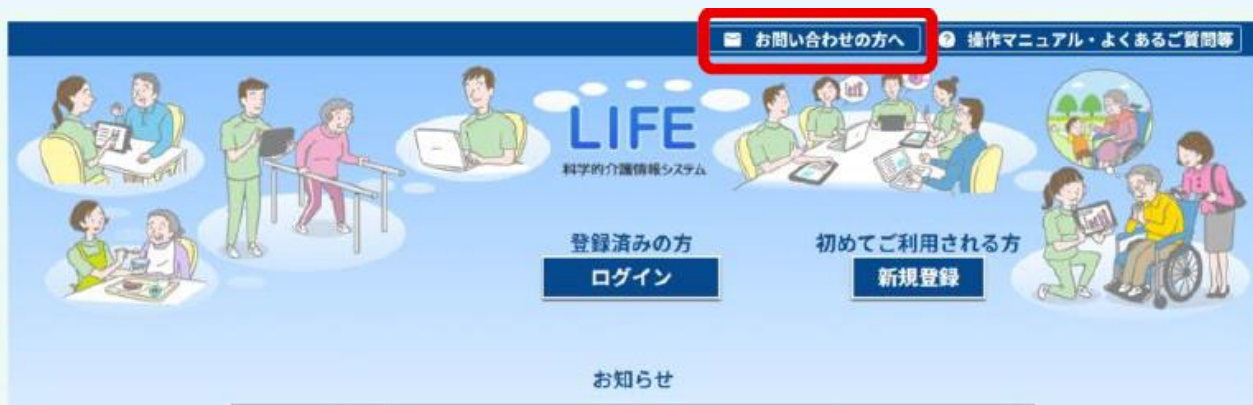 お問い合わせの方へ
操作マニュアル・よくあるご質問等
LIFE
科学的介護情報システム
登録済みの方
初めてご利用される方
ログイン
新規登録
お知らせ